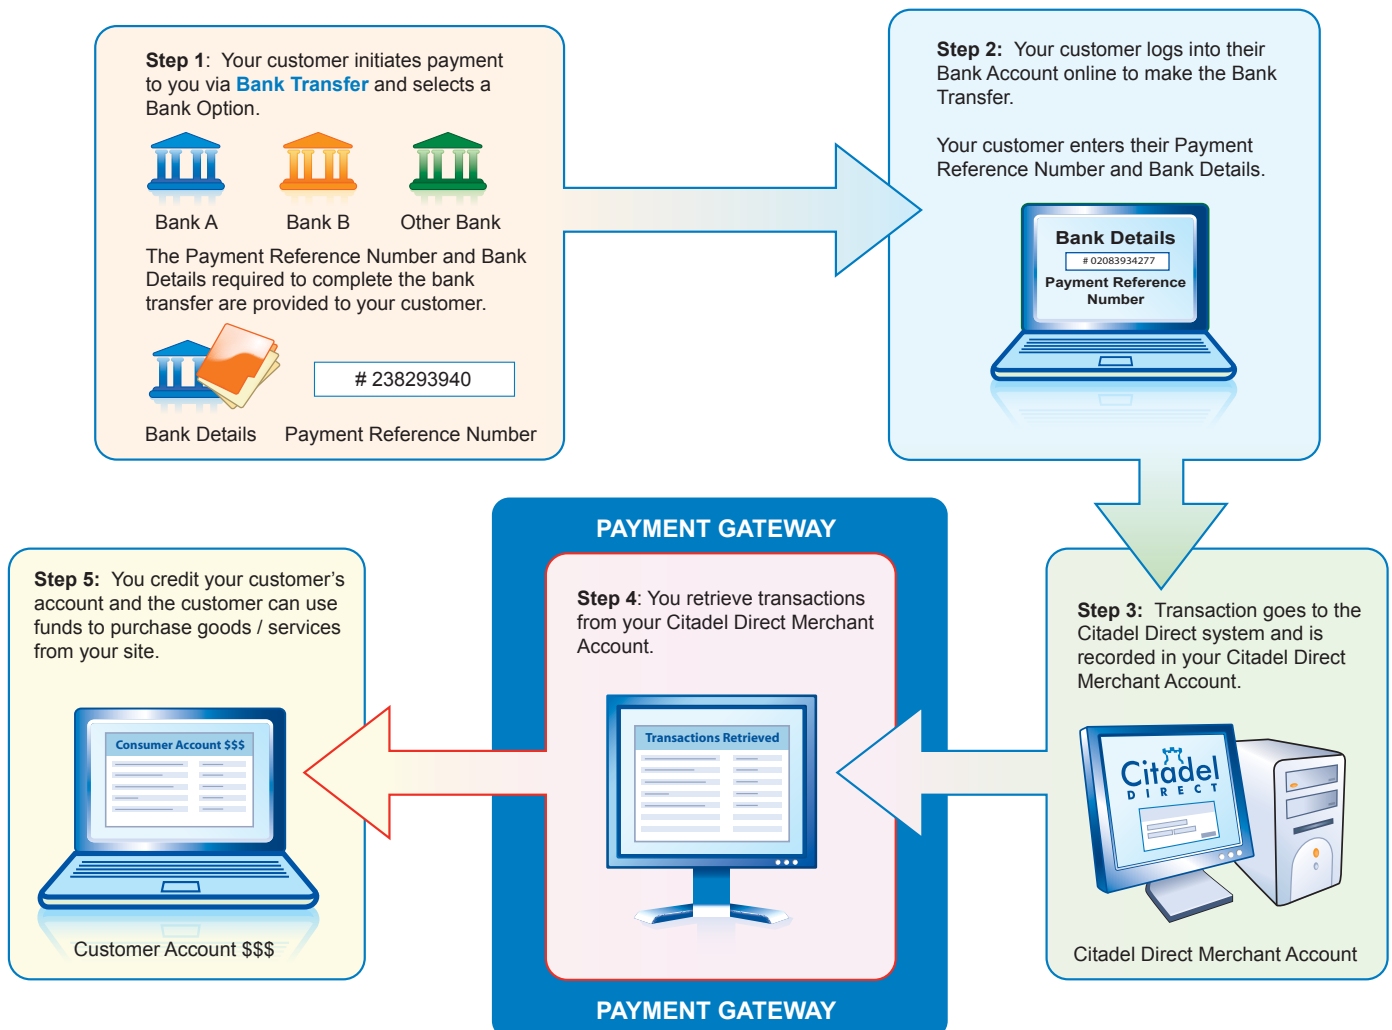 Step 1:  Your customer initiates payment
to you via Bank Transfer and selects a
Bank Option.
Bank A
Bank B
Other Bank
The Payment Reference Number and Bank
Details required to complete the bank
transfer are provided to your customer.
# 238293940
Bank Details
Payment Reference Number
Step 2:  Your customer logs into their
Bank Account online to make the Bank
Transfer.
Your customer enters their Payment
Reference Number and Bank Details.
Bank Details
# 02083934277
Payment Reference
Number
Step 3:  Transaction goes to the
Citadel Direct system and is
recorded in your Citadel Direct
Merchant Account.
Citadel
DIRECT
Citadel Direct Merchant Account
PAYMENT GATEWAY
Step 4: You retrieve transactions
from your Citadel Direct Merchant
Account.
Transactions Retrieved
PAYMENT GATEWAY
Step 5:  You credit your customer’s
account and the customer can use
funds to purchase goods / services
from your site.
Consumer Account $$$
Customer Account $$$